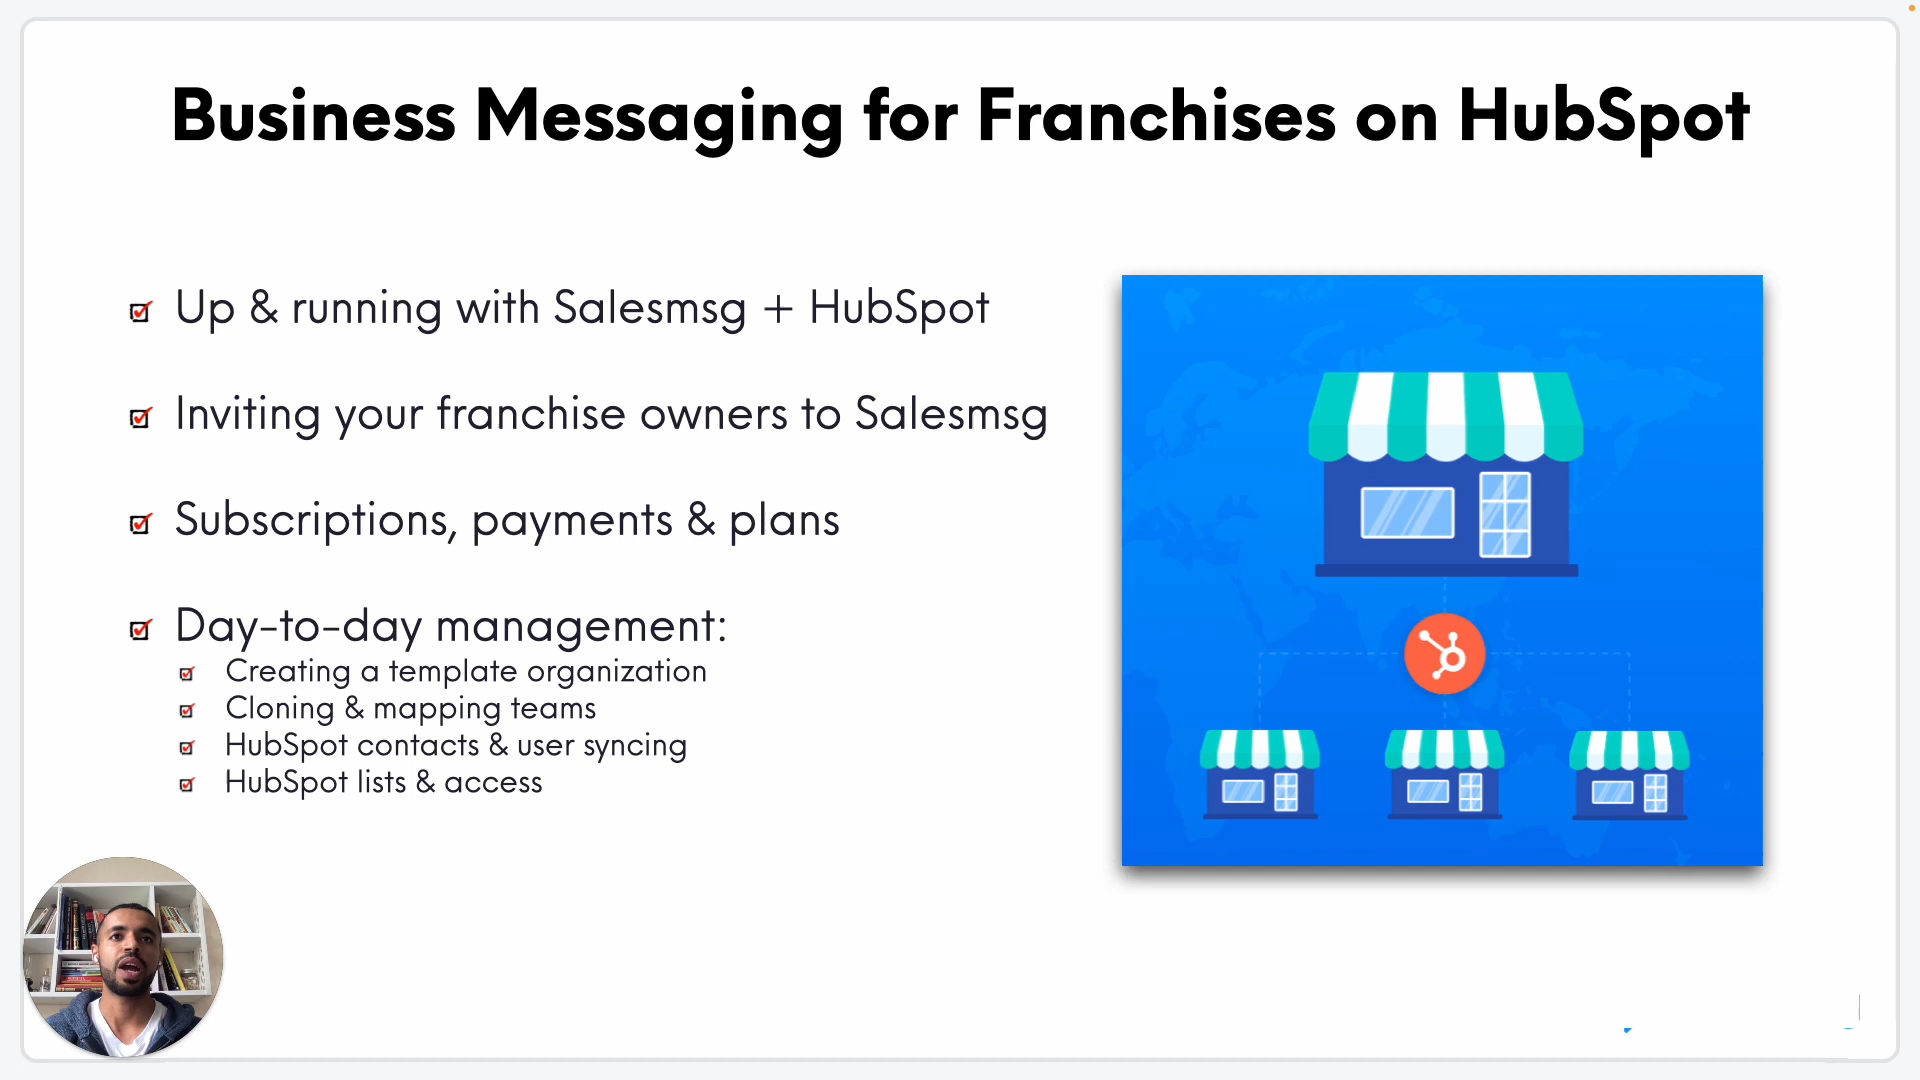 Business Messaging for Franchises on HubSpot
Up & running with Salesmsg + HubSpot
Inviting your franchise owners to Salesmsg
Subscriptions, payments & plans
Day-to-day management:
Creating a template organization
Cloning & mapping teams
HubSpot contacts & user syncing
HubSpot lists & access